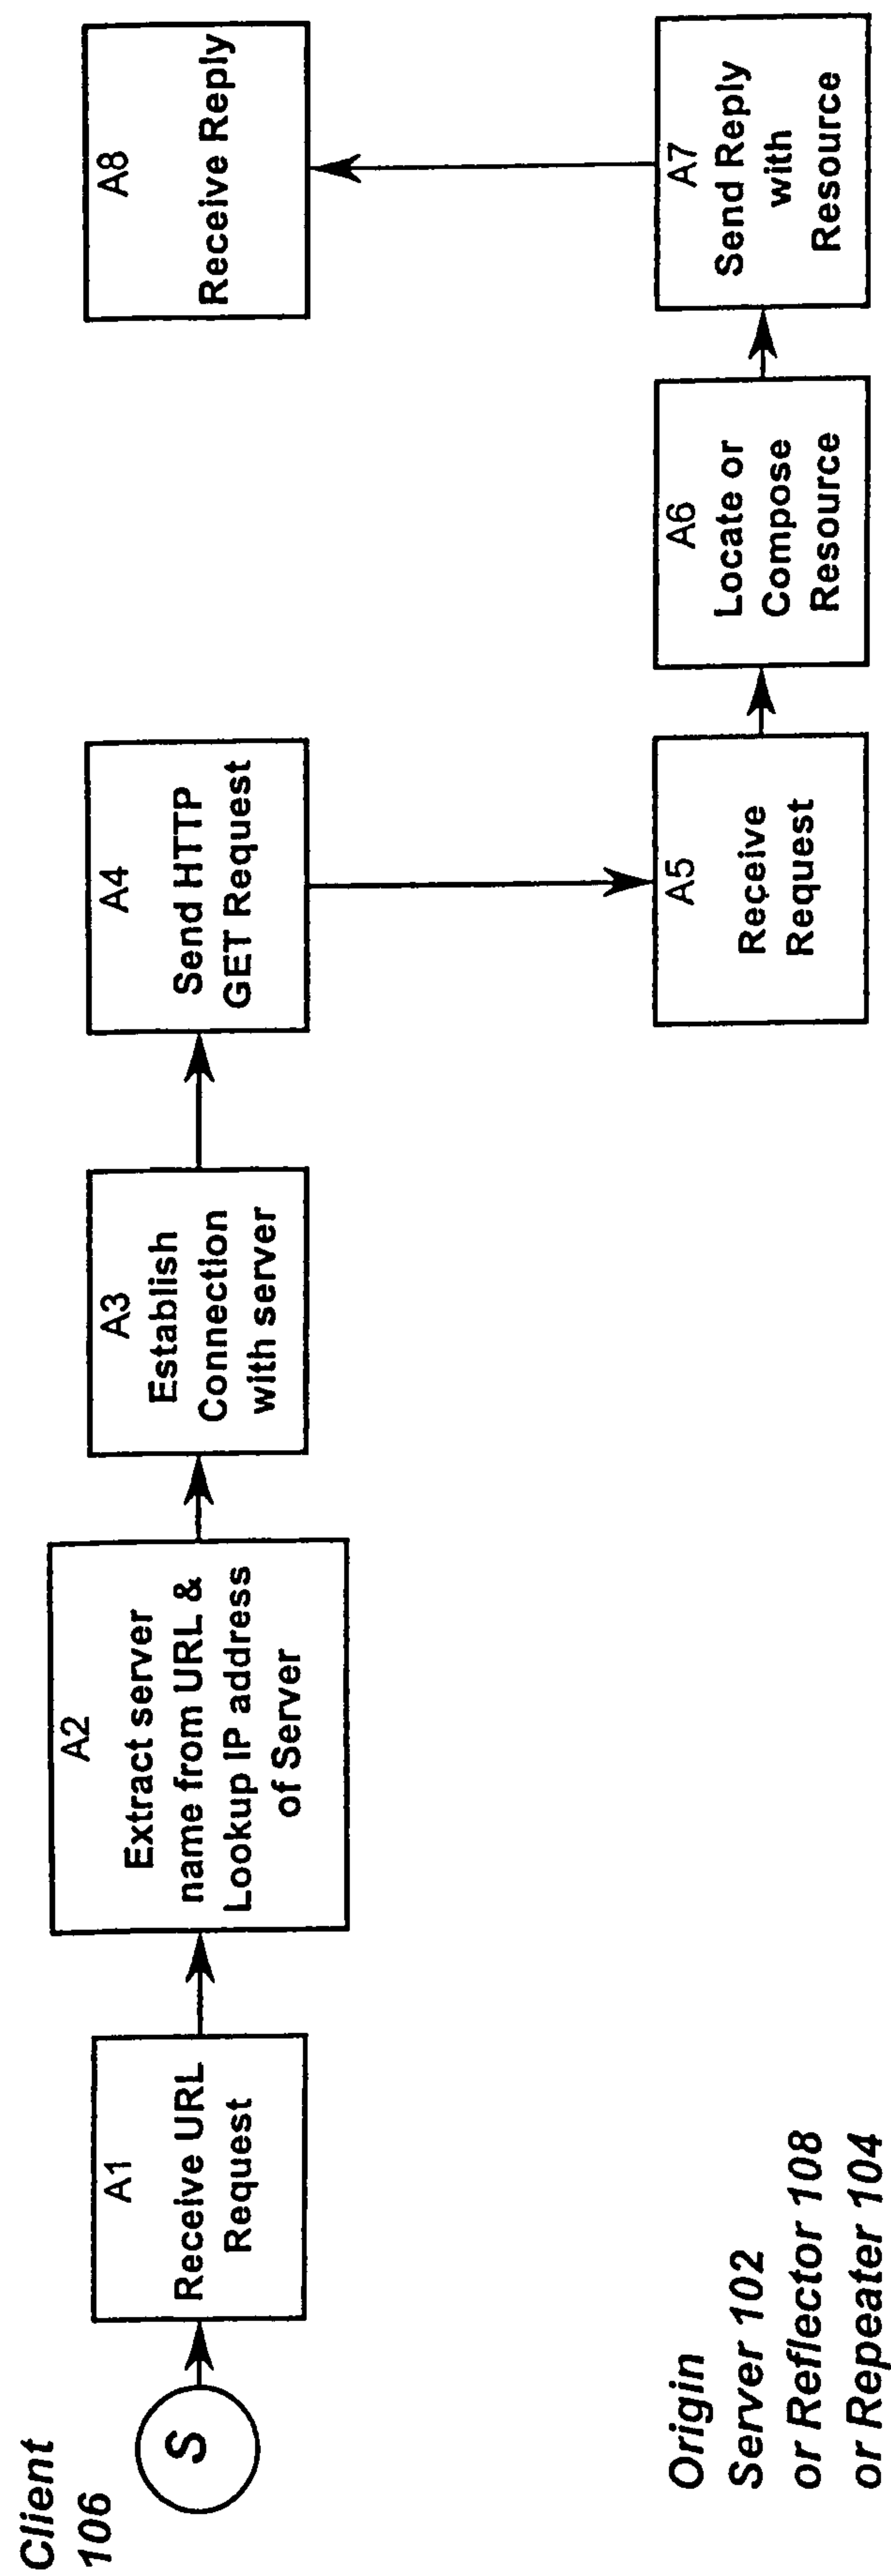 Client
106
S
A1
Receive URL
Request
A2
Extract server
name from URL &
Lookup IP address
of Server
A3
Establish
Connection
with server
A4
Send HTTP
GET Request
A8
Receive Reply
Origin
Server 102
or Reflector 108
or Repeater 104
A5
Receive
Request
A6
Locate or
Compose
Resource
A7
Send Reply
with
Resource